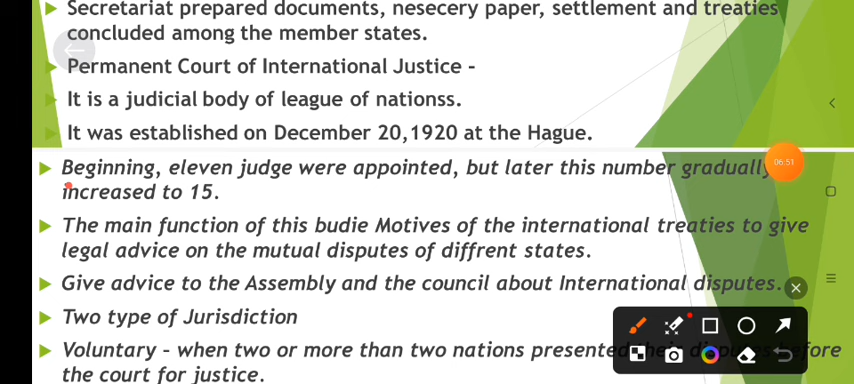 Secretariat prepared documents, nesecery paper, settlement and treaties
concluded among the member states.
Permanent Court of International Justice -
It is a judicial body of league of nationss.
It was established on December 20,1920 at the Hague.
Beginning, eleven judge were appointed, but later this number gradually
06:51
increased to 15.
The main function of this budie Motives of the international treaties to give
legal advice on the mutual disputes of diffrent states.
Give advice to the Assembly and the council about International disputes.
Two type of Jurisdiction
Voluntary - when two or more than two nations presented their disputes before
the court for justice.